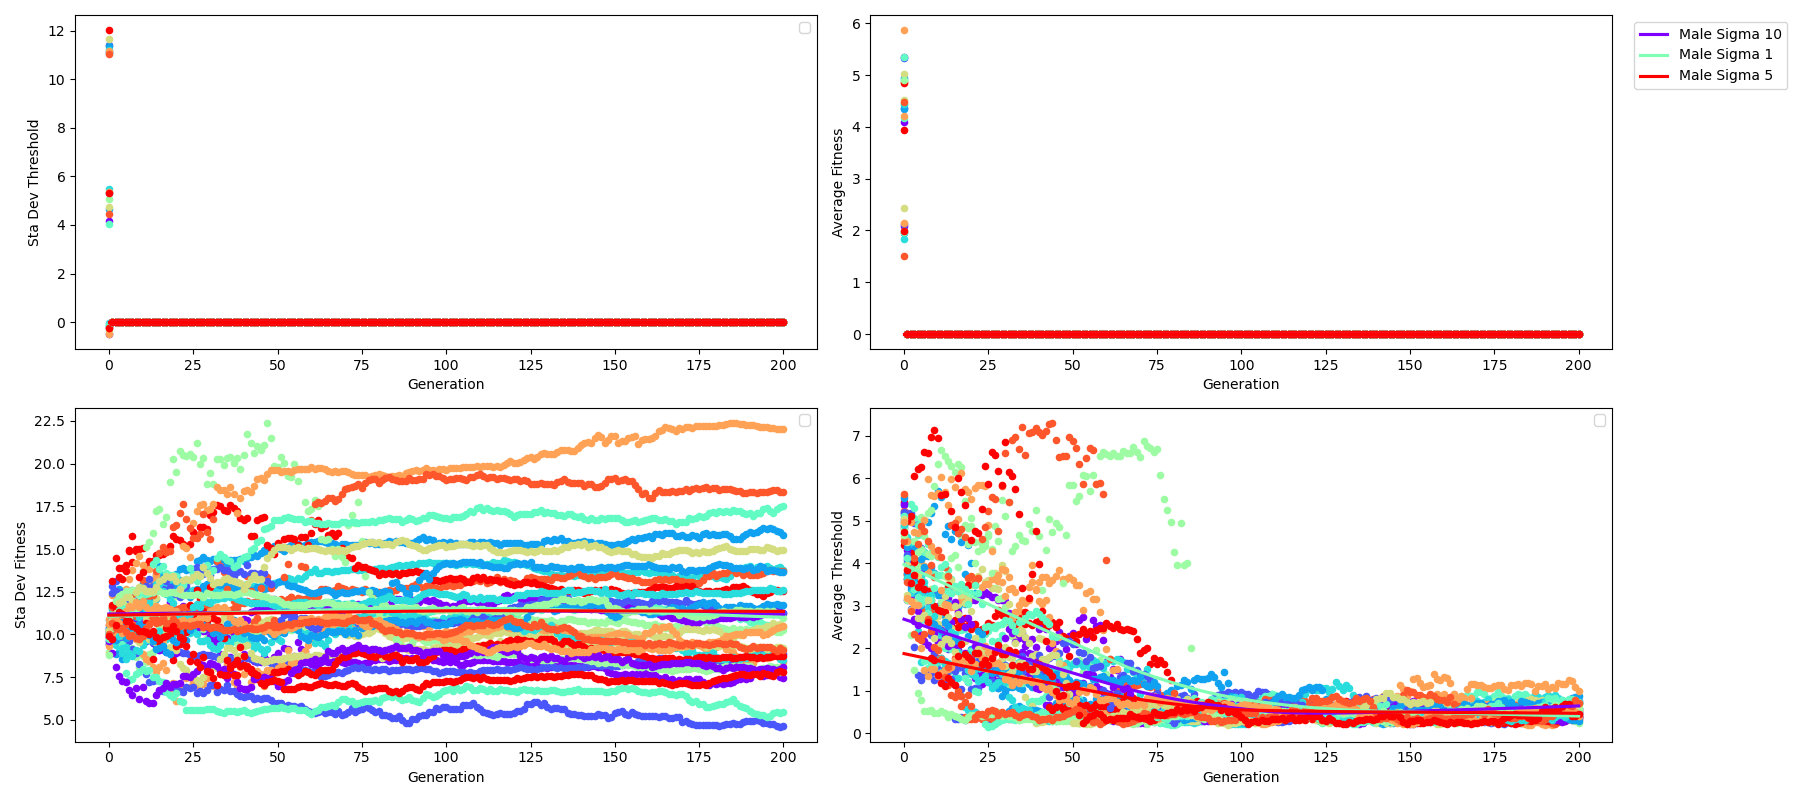 12
10
8
6
4
2
0
Sta Dev Threshold
0 25 50 75 100 125 150 175 200
Generation
6
5
4
3
2
1
0
Average Fitness
0 25 50 75 100 125 150 175 200
Generation
Male Sigma 10
Male Sigma 1
Male Sigma 5
22.5
20.0
17.5
15.0
12.5
10.0
7.5
5.0
Sta Dev Fitness
0 25 50 75 100 125 150 175 200
Generation
7
6
5
4
3
2
1
0
Average Threshold
0 25 50 75 100 125 150 175 200
Generation